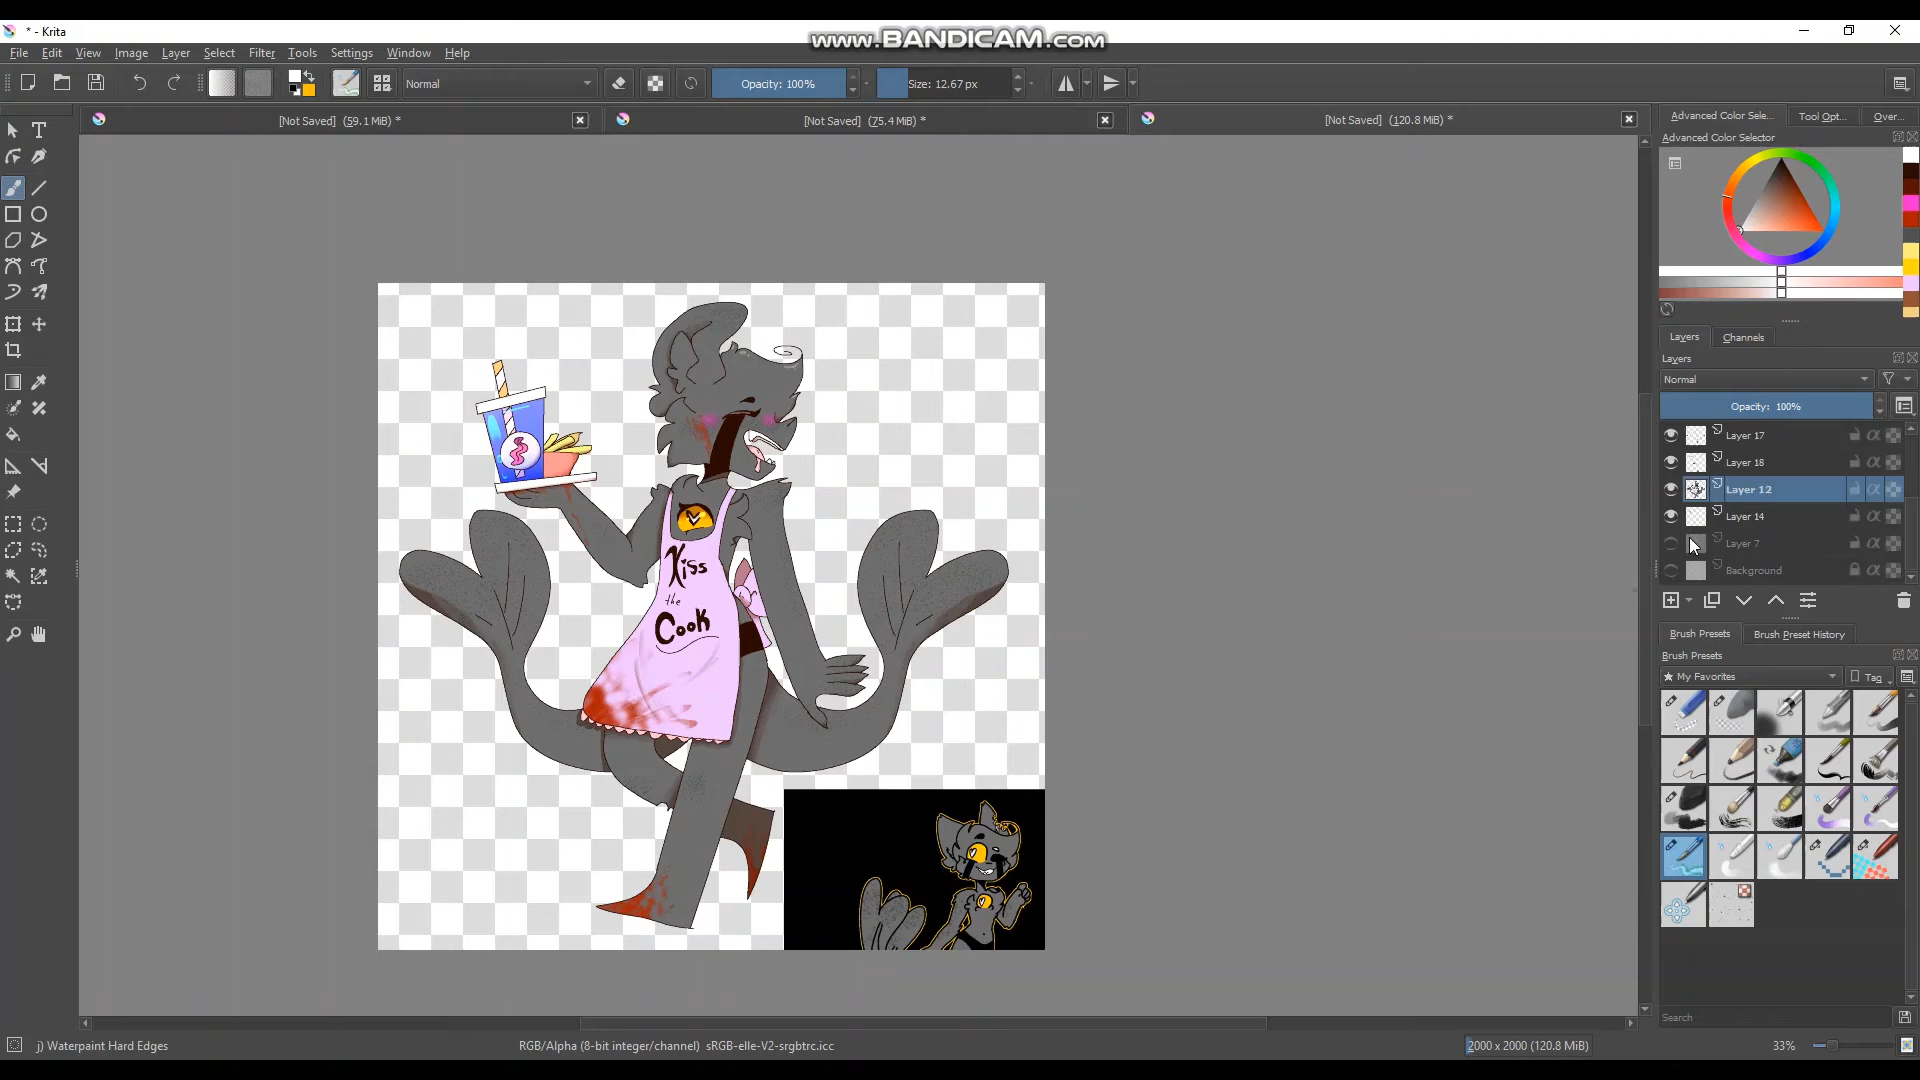 * - Krita
www.BANDICAM.com
File Edit View Image Layer Select Filter Tools Settings Window Help
Normal
Opacity: 100%
Size: 12.67 px
[Not Saved] (59.1 MiB) *
[Not Saved] (75.4 MiB) *
[Not Saved] (120.8 MiB) *
Advanced Color Sele... Tool Opt... Over...
Advanced Color Selector
Layers Channels
Layers
Normal
Opacity: 100%
Layer 17
Layer 18
Layer 12
Layer 14
Layer 7
Background
Brush Presets Brush Preset History
Brush Presets
My Favorites
Tag
Kiss
the
Cook
Search
j) Waterpaint Hard Edges
RGB/Alpha (8-bit integer/channel) sRGB-elle-V2-srgbtrc.icc
2000 x 2000 (120.8 MiB)
33%